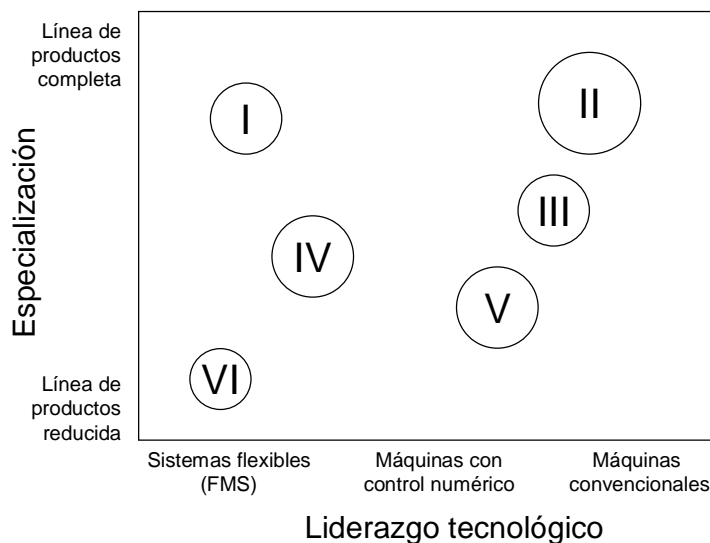 Línea de
productos
completa
Especialización
Línea de
productos
reducida
I
II
III
IV
V
VI
Sistemas flexibles
(FMS)
Máquinas con
control numérico
Máquinas
convencionales
Liderazgo tecnológico